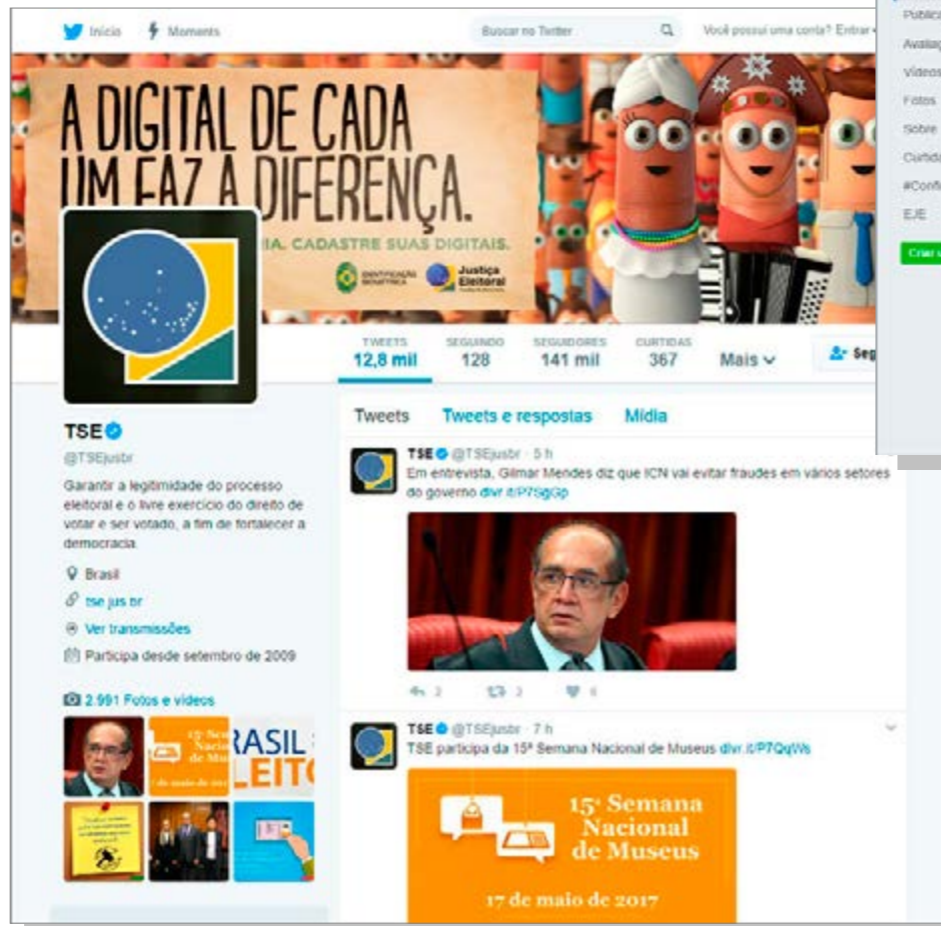 Início
Moments
Buscar no Twitter
Você possui uma conta? Entrar
A DIGITAL DE CADA
UM FAZ A DIFERENÇA.
CADASTRE SUAS DIGITAIS.
IDENTIFICAÇÃO
BIOMÉTRICA
Justiça
Eleitoral
TWEETS
12,8 mil
SEGUINDO
128
SEGUIDORES
141 mil
CURTIDAS
367
Mais
TSE
@TSEjusbr
Garantir a legitimidade do processo
eleitoral e o livre exercício do direito de
votar e ser votado, a fim de fortalecer a
democracia.
Brasil
tse.jus.br
Ver transmissões
Participa desde setembro de 2009
2.991 Fotos e vídeos
Tweets Tweets e respostas Mídia
TSE @TSEjusbr · 5 h
Em entrevista, Gilmar Mendes diz que ICN vai evitar fraudes em vários setores
do governo dlvr.it/P7SgGp
3 6
TSE @TSEjusbr · 7 h
TSE participa da 15ª Semana Nacional de Museus dlvr.it/P7QqWs
15ª Semana
Nacional
de Museus
17 de maio de 2017
Vídeos
Fotos
Sobre
EJE